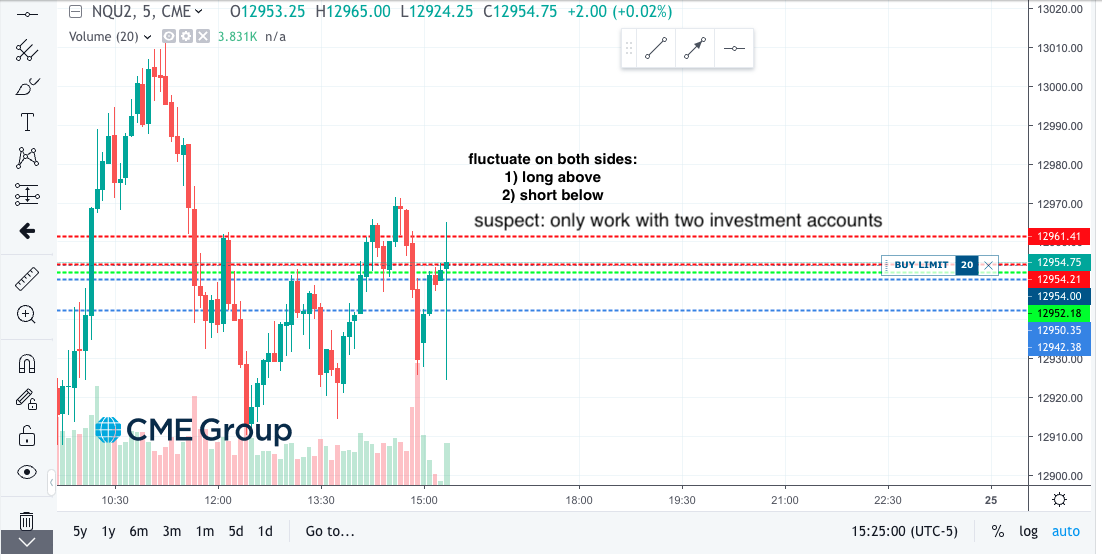 NQU2, 5, CME O12953.25 H12965.00 L12924.25 C12954.75 +2.00 (+0.02%)
Volume (20) 3.831K n/a
fluctuate on both sides:
1) long above
2) short below
suspect: only work with two investment accounts
BUY LIMIT 20
13020.00
13010.00
13000.00
12990.00
12980.00
12970.00
12961.41
12954.75
12954.21
12954.00
12952.18
12950.35
12942.38
12930.00
12920.00
12910.00
12900.00
CME Group
10:30 12:00 13:30 15:00 18:00 19:30 21:00 22:30 25
5y 1y 6m 3m 1m 5d 1d Go to... 15:25:00 (UTC-5) % log auto